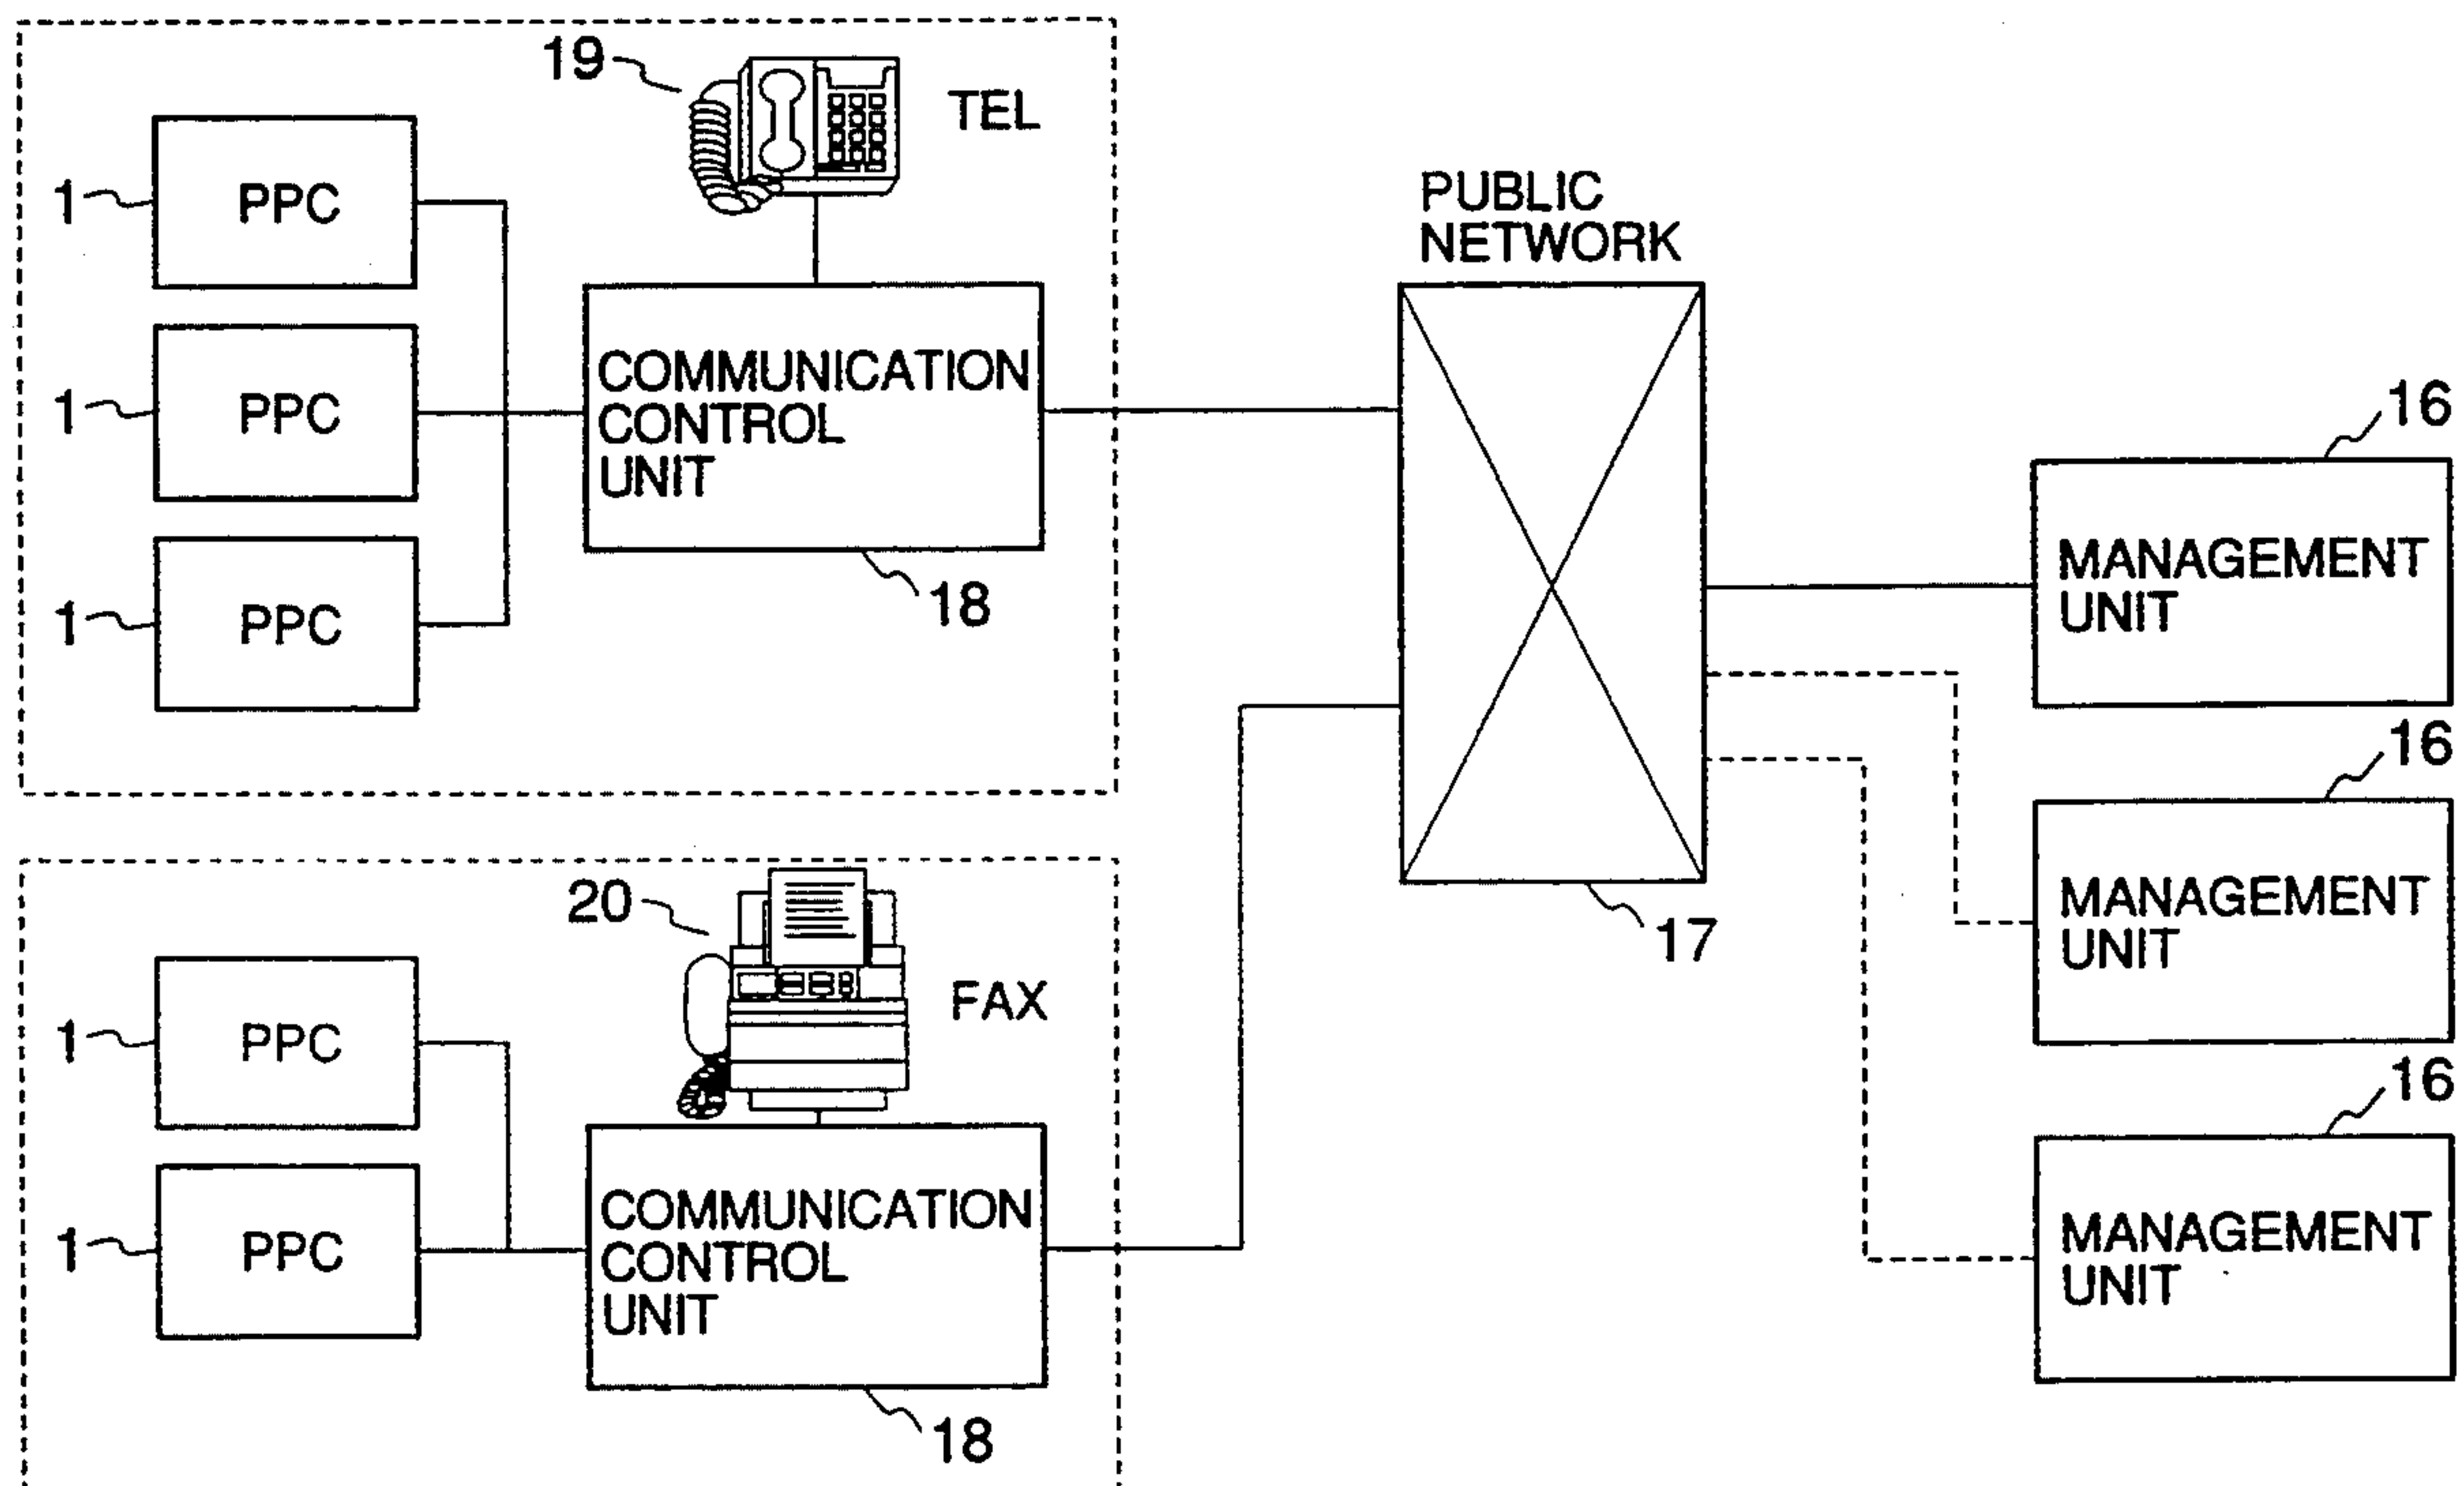 19
TEL
1
PPC
1
PPC
1
PPC
COMMUNICATION
CONTROL
UNIT
18
PUBLIC
NETWORK
17
16
MANAGEMENT
UNIT
16
MANAGEMENT
UNIT
16
MANAGEMENT
UNIT
20
FAX
1
PPC
1
PPC
COMMUNICATION
CONTROL
UNIT
18